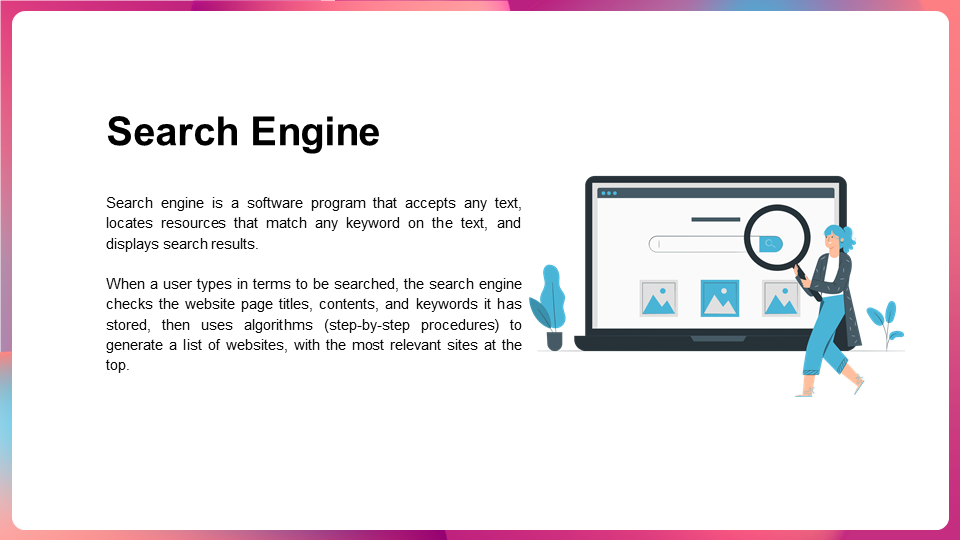 Search Engine
Search engine is a software program that accepts any text,
locates resources that match any keyword on the text, and
displays search results.
When a user types in terms to be searched, the search engine
checks the website page titles, contents, and keywords it has
stored, then uses algorithms (step-by-step procedures) to
generate a list of websites, with the most relevant sites at the
top.